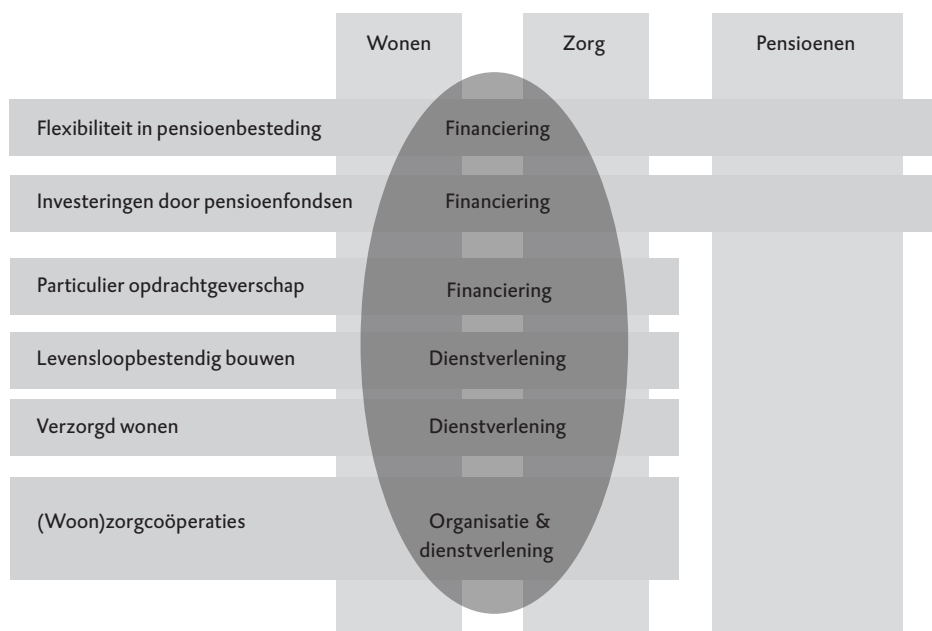 Wonen Zorg Pensioenen
Flexibiliteit in pensioenbesteding Financiering
Investeringen door pensioenfondsen Financiering
Particulier opdrachtgeverschap Financiering
Levensloopbestendig bouwen Dienstverlening
Verzorgd wonen Dienstverlening
(Woon)zorgcoöperaties Organisatie &
dienstverlening